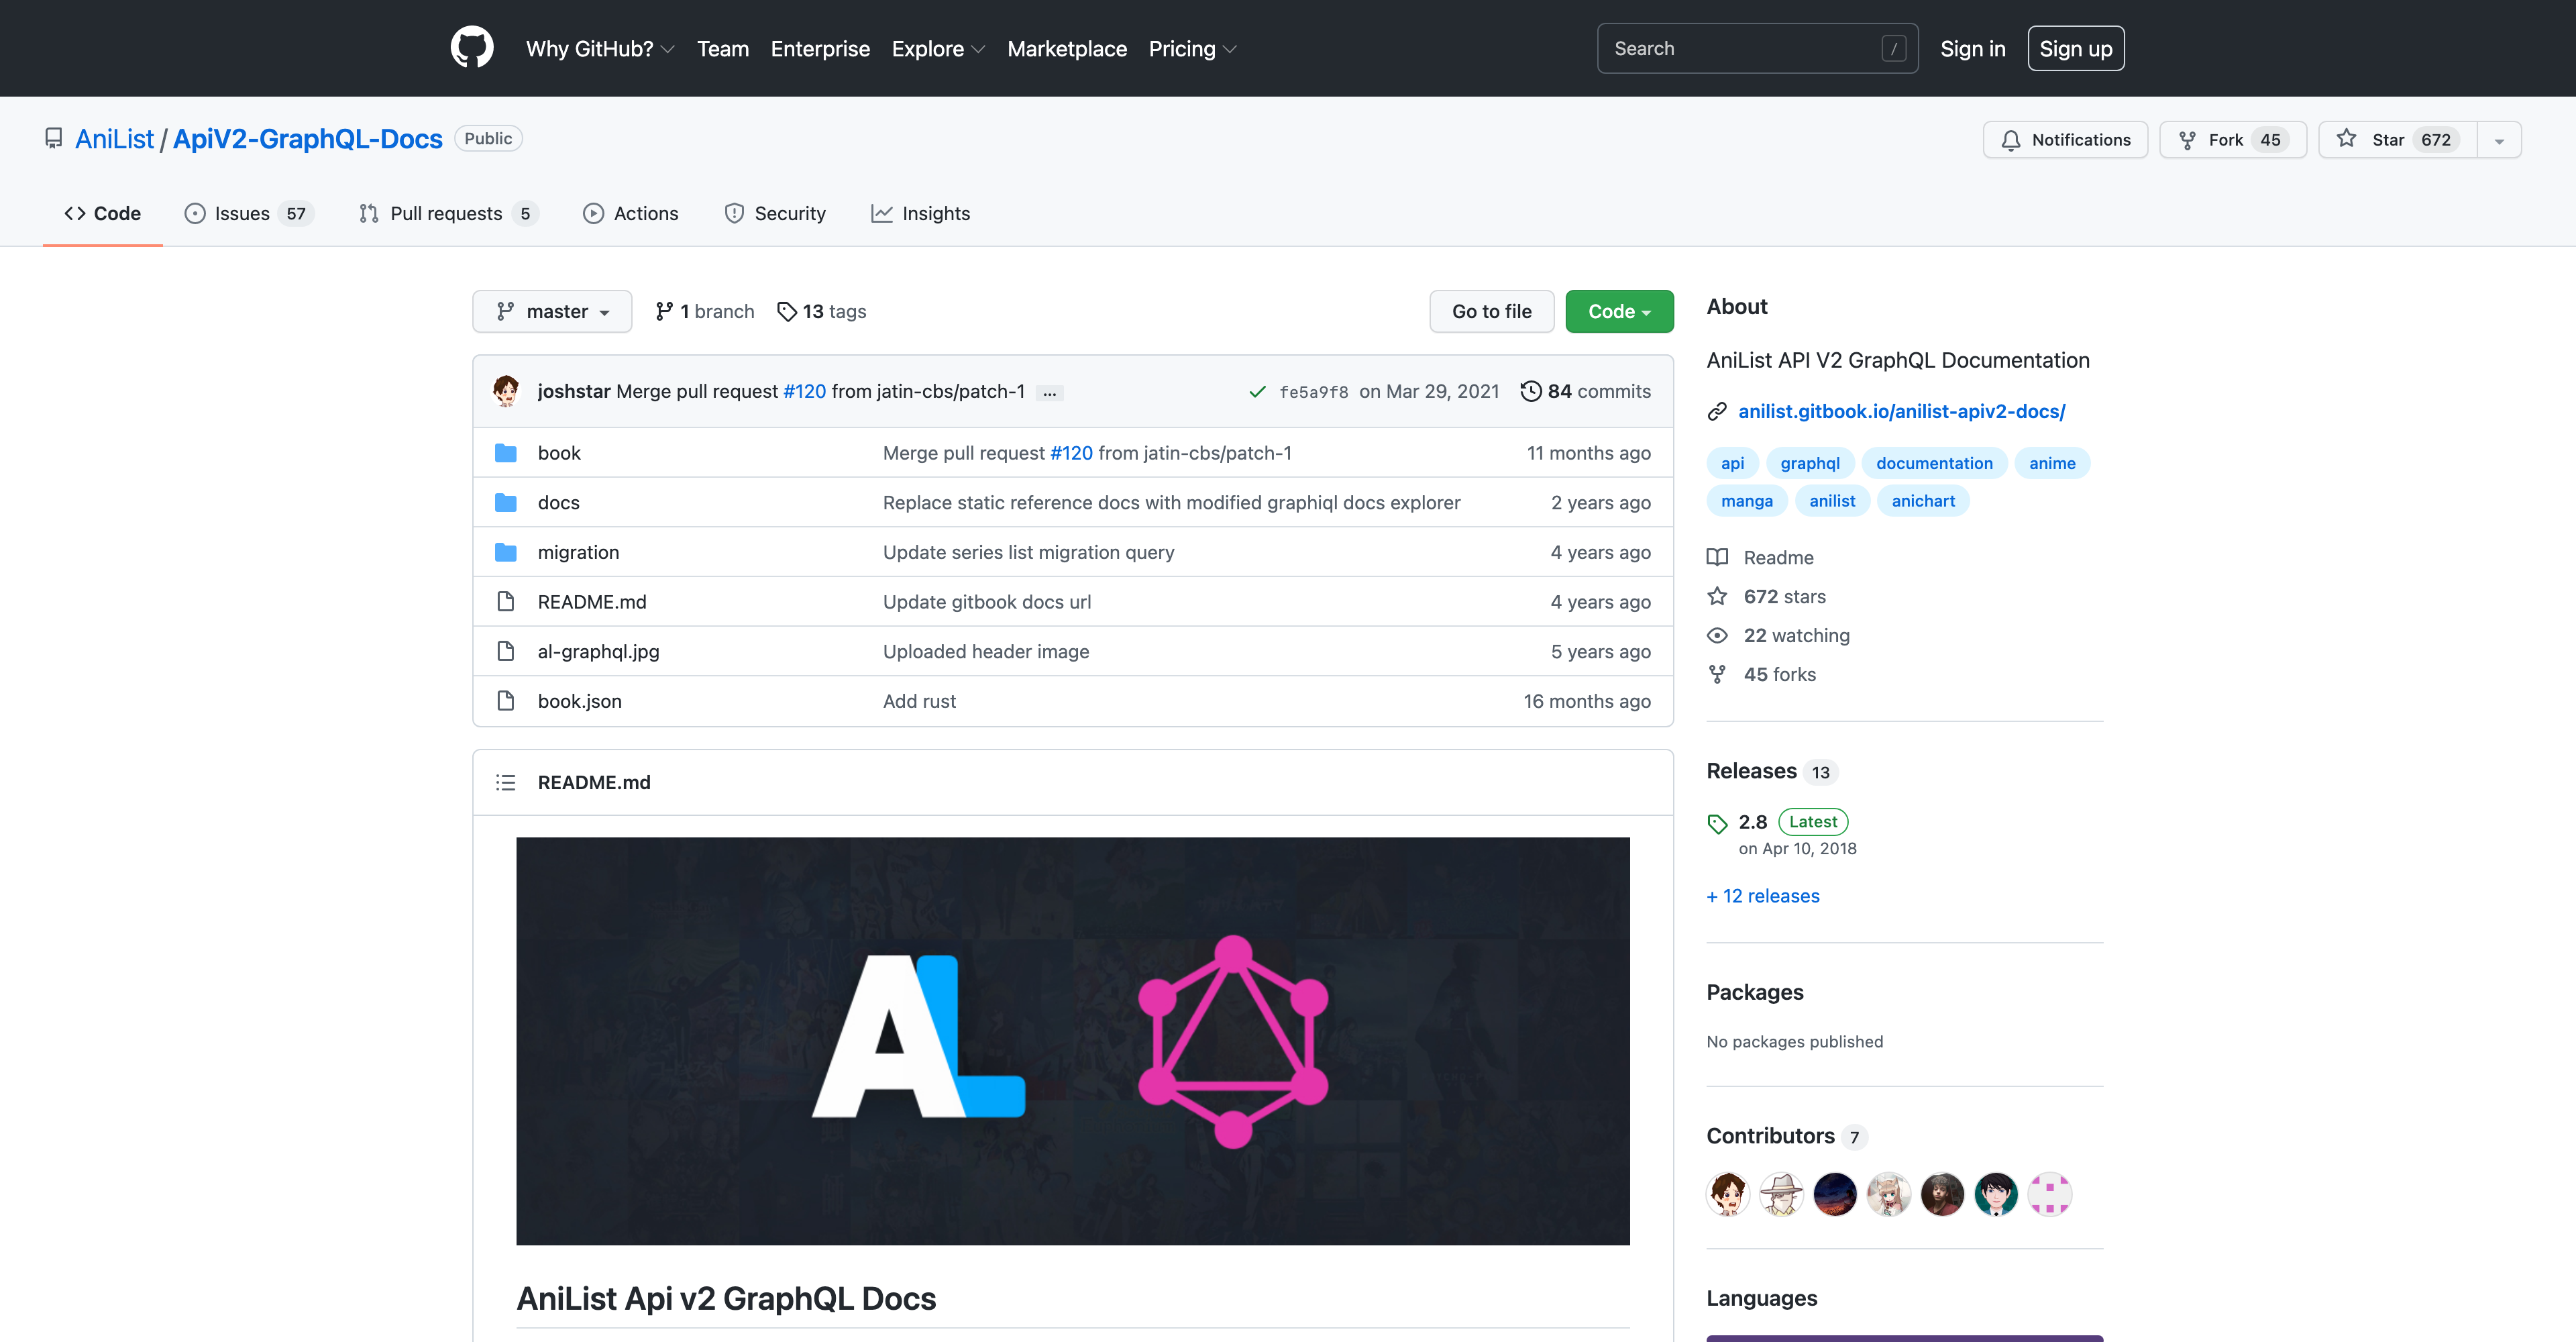 Why GitHub? Team Enterprise Explore Marketplace Pricing Search / Sign in Sign up
AniList / ApiV2-GraphQL-Docs Public Notifications Fork 45 Star 672
Code Issues 57 Pull requests 5 Actions Security Insights
master 1 branch 13 tags Go to file Code
joshstar Merge pull request #120 from jatin-cbs/patch-1 ... fe5a9f8 on Mar 29, 2021 84 commits
book Merge pull request #120 from jatin-cbs/patch-1 11 months ago
docs Replace static reference docs with modified graphiql docs explorer 2 years ago
migration Update series list migration query 4 years ago
README.md Update gitbook docs url 4 years ago
al-graphql.jpg Uploaded header image 5 years ago
book.json Add rust 16 months ago
README.md
AL
AniList Api v2 GraphQL Docs
About
AniList API V2 GraphQL Documentation
anilist.gitbook.io/anilist-apiv2-docs/
api graphql documentation anime
manga anilist anichart
Readme
672 stars
22 watching
45 forks
Releases 13
2.8 Latest
on Apr 10, 2018
+ 12 releases
Packages
No packages published
Contributors 7
Languages